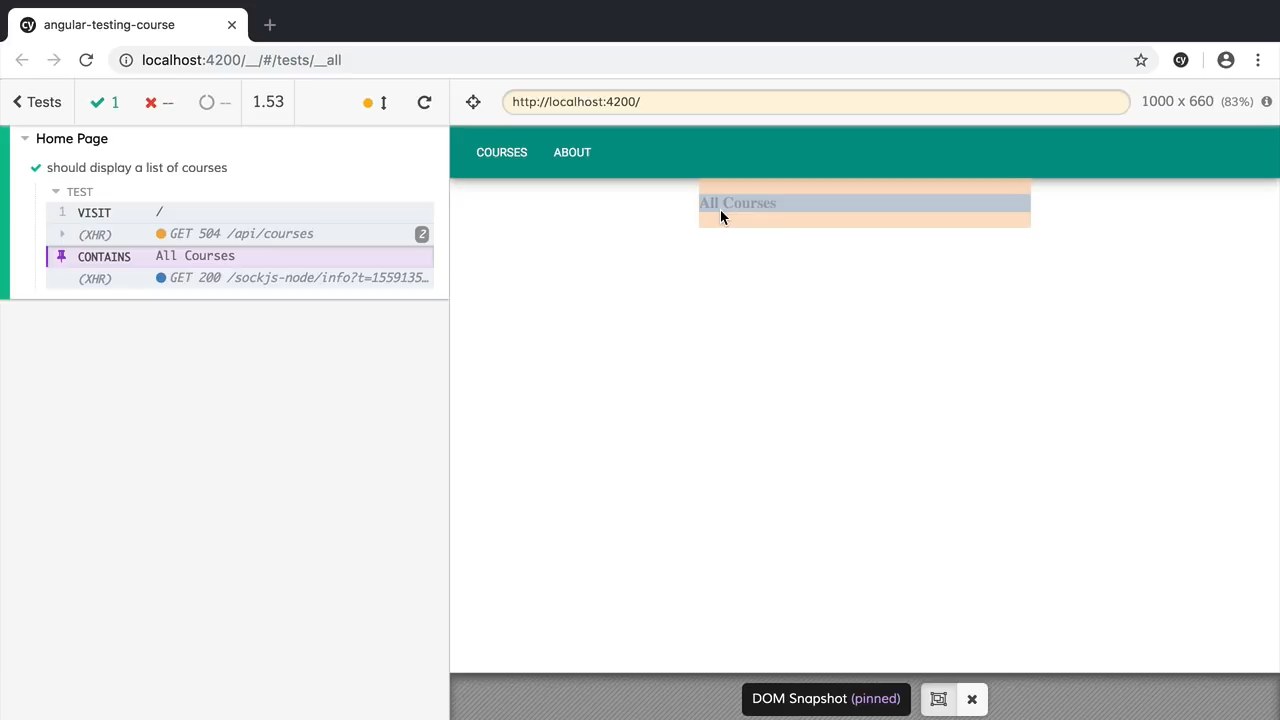 cy angular-testing-course
localhost:4200/__/#/tests/__all cy
Tests 1 -- -- 1.53 http://localhost:4200/ 1000 x 660 (83%)
Home Page
COURSES ABOUT
should display a list of courses
TEST
1 VISIT /
(XHR) GET 504 /api/courses 2
CONTAINS All Courses
(XHR) GET 200 /sockjs-node/info?t=1559135…
All Courses
DOM Snapshot (pinned)